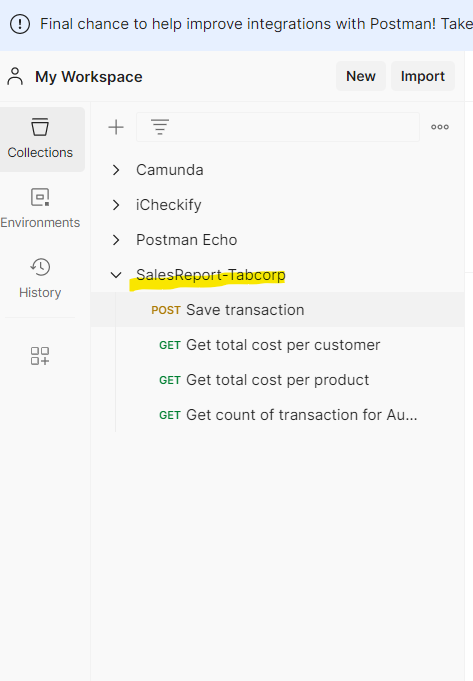 Final chance to help improve integrations with Postman! Take
My Workspace
New
Import
Collections
Environments
History
Camunda
iCheckify
Postman Echo
SalesReport-Tabcorp
POST Save transaction
GET Get total cost per customer
GET Get total cost per product
GET Get count of transaction for Au...